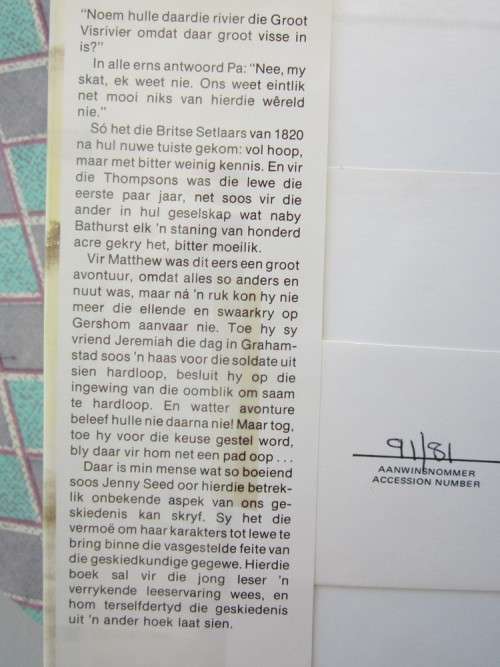 "Noem hulle daardie rivier die Groot
Visrivier omdat daar groot visse in
is?"
In alle erns antwoord Pa: "Nee, my
skat, ek weet nie. Ons weet eintlik
net mooi niks van hierdie wêreld
nie."
Só het die Britse Setlaars van 1820
na hul nuwe tuiste gekom: vol hoop,
maar met bitter weinig kennis. En vir
die Thompsons was die lewe die
eerste paar jaar, net soos vir die
ander in hul geselskap wat naby
Bathurst elk 'n staning van honderd
acre gekry het, bitter moeilik.
Vir Matthew was dit eers een groot
avontuur, omdat alles so anders en
nuut was, maar ná 'n ruk kon hy nie
meer die ellende en swaarkry op
Gershom aanvaar nie. Toe hy sy
vriend Jeremiah die dag in Graham-
stad soos 'n haas voor die soldate uit
sien hardloop, besluit hy op die
ingewing van die oomblik om saam
te hardloop. En watter avonture
beleef hulle nie daarna nie! Maar tog,
toe hy voor die keuse gestel word,
bly daar vir hom net een pad oop . . .
Daar is min mense wat so boeiend
soos Jenny Seed oor hierdie betrek-
lik onbekende aspek van ons ge-
skiedenis kan skryf. Sy het die
vermoë om haar karakters tot lewe te
bring binne die vasgestelde feite van
die geskiedkundige gegewe. Hierdie
boek sal vir die jong leser 'n
verrykende leeservaring wees, en
hom terselfdertyd die geskiedenis
uit 'n ander hoek laat sien.
91/81
AANWINSNOMMER
ACCESSION NUMBER